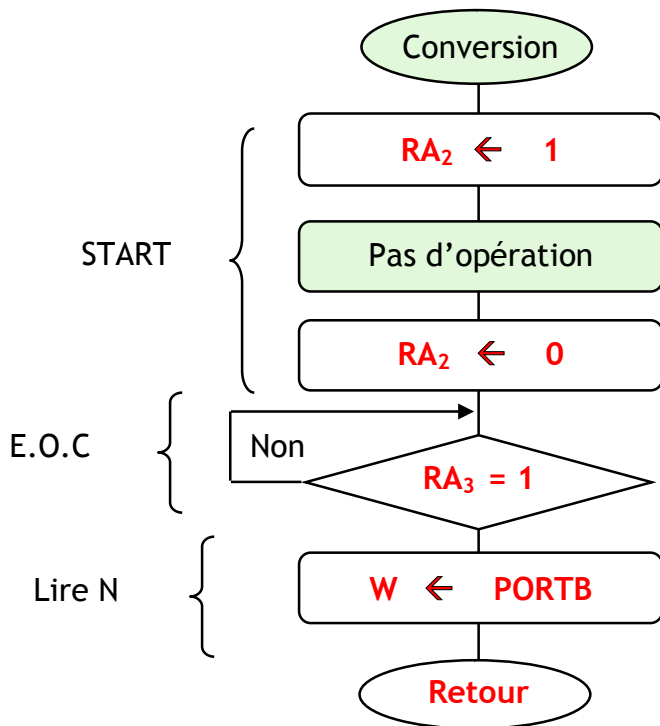 Conversion
RA₂ ← 1
START
Pas d’opération
RA₂ ← 0
E.O.C
Non
RA₃ = 1
Lire N
W ← PORTB
Retour